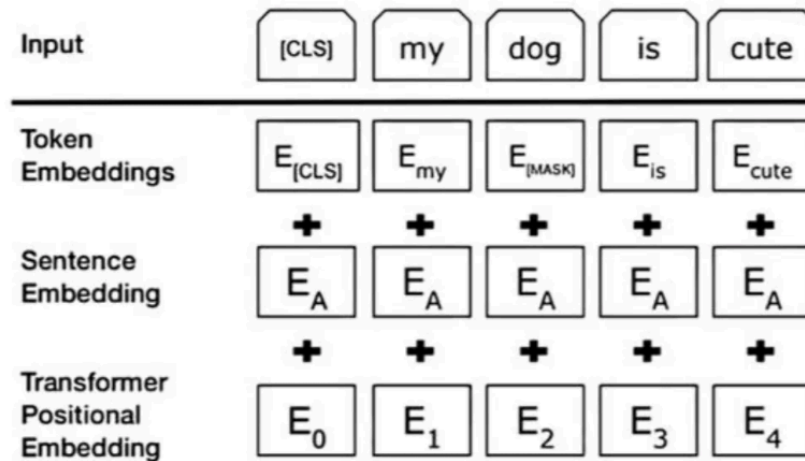 Input [CLS] my dog is cute
Token
Embeddings
E[CLS] Emy E[MASK] Eis Ecute
+ + + + +
Sentence
Embedding
EA EA EA EA EA
+ + + + +
Transformer
Positional
Embedding
E0 E1 E2 E3 E4